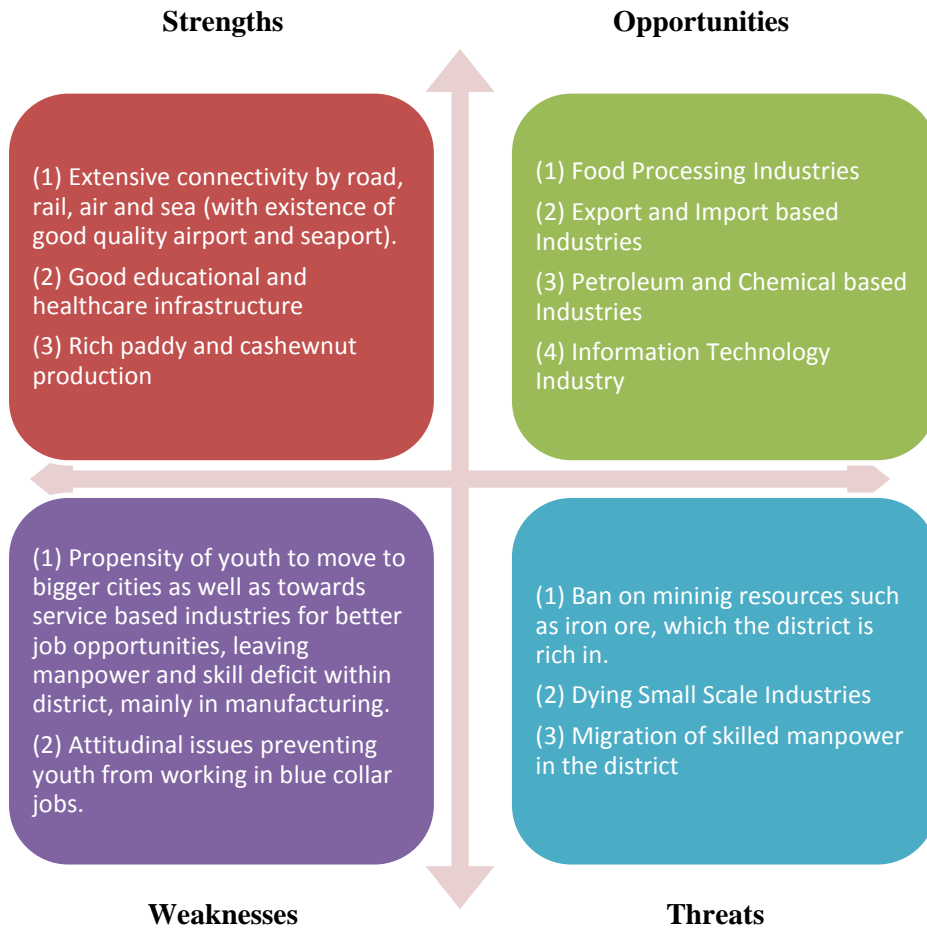 Strengths
(1) Extensive connectivity by road,
rail, air and sea (with existence of
good quality airport and seaport).
(2) Good educational and
healthcare infrastructure
(3) Rich paddy and cashewnut
production
Opportunities
(1) Food Processing Industries
(2) Export and Import based
Industries
(3) Petroleum and Chemical based
Industries
(4) Information Technology
Industry
(1) Propensity of youth to move to
bigger cities as well as towards
service based industries for better
job opportunities, leaving
manpower and skill deficit within
district, mainly in manufacturing.
(2) Attitudinal issues preventing
youth from working in blue collar
jobs.
Weaknesses
(1) Ban on mininig resources such
as iron ore, which the district is
rich in.
(2) Dying Small Scale Industries
(3) Migration of skilled manpower
in the district
Threats